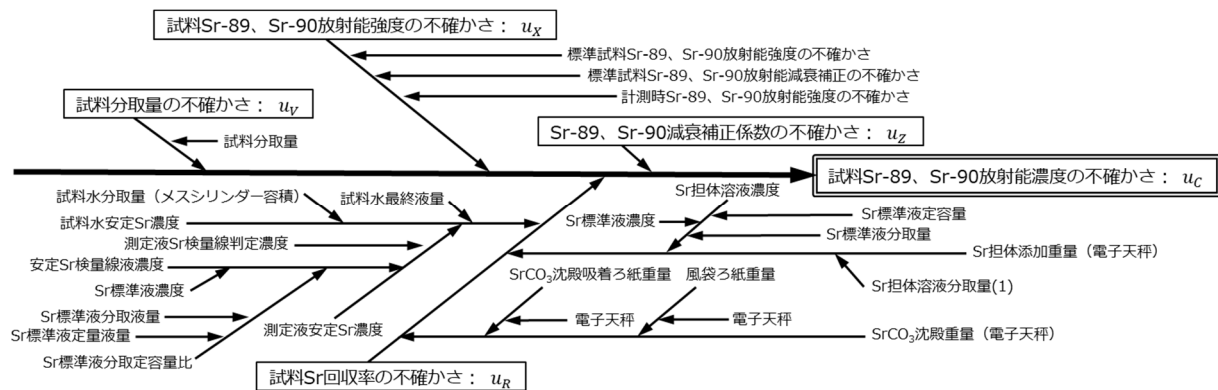 試料Sr-89、Sr-90放射能強度の不確かさ： u_X
標準試料Sr-89、Sr-90放射能強度の不確かさ
標準試料Sr-89、Sr-90放射能減衰補正の不確かさ
計測時Sr-89、Sr-90放射能強度の不確かさ
試料分取量の不確かさ： u_V
試料分取量
Sr-89、Sr-90減衰補正係数の不確かさ： u_Z
試料Sr-89、Sr-90放射能濃度の不確かさ： u_C
試料水分取量（メスシリンダー容積）
試料水最終液量
試料水安定Sr濃度
測定液Sr検量線判定濃度
安定Sr検量線液濃度
Sr標準液濃度
Sr標準液分取液量
Sr標準液定量液量
Sr標準液分取定容量比
測定液安定Sr濃度
Sr担体溶液濃度
Sr標準液濃度
Sr標準液定容量
Sr標準液分取量
Sr担体添加重量（電子天秤）
Sr担体溶液分取量(1)
SrCO₃沈殿吸着ろ紙重量
風袋ろ紙重量
電子天秤
電子天秤
SrCO₃沈殿重量（電子天秤）
試料Sr回収率の不確かさ： u_R